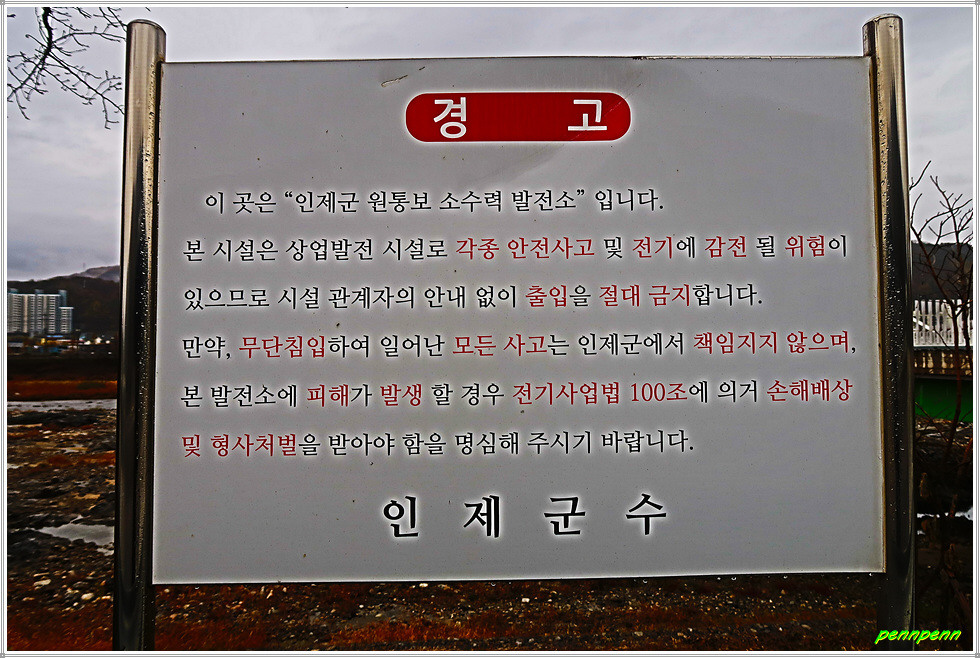 경 고
이 곳은 “인제군 원통보 소수력 발전소” 입니다.
본 시설은 상업발전 시설로 각종 안전사고 및 전기에 감전 될 위험이
있으므로 시설 관계자의 안내 없이 출입을 절대 금지합니다.
만약, 무단침입하여 일어난 모든 사고는 인제군에서 책임지지 않으며,
본 발전소에 피해가 발생 할 경우 전기사업법 100조에 의거 손해배상
및 형사처벌을 받아야 함을 명심해 주시기 바랍니다.
인 제 군 수
pennpenn